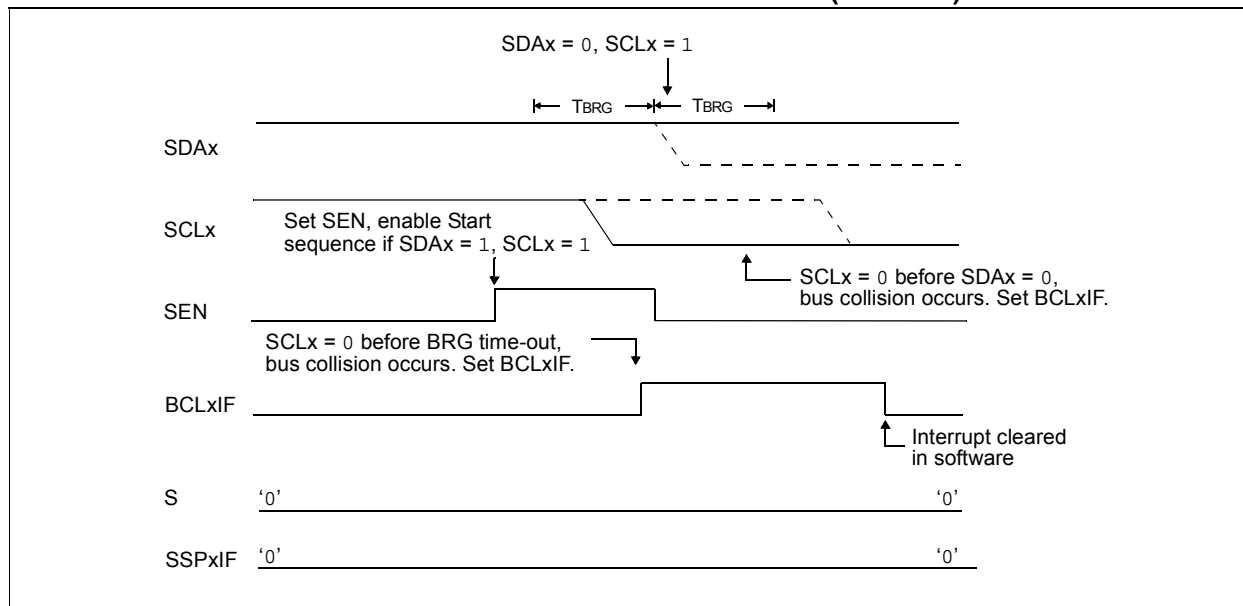 SDAx = 0, SCLx = 1
TBRG TBRG
SDAx
SCLx
Set SEN, enable Start
sequence if SDAx = 1, SCLx = 1
SCLx = 0 before SDAx = 0,
bus collision occurs. Set BCLxIF.
SEN
SCLx = 0 before BRG time-out,
bus collision occurs. Set BCLxIF.
BCLxIF
Interrupt cleared
in software
S ‘0’ ‘0’
SSPxIF ‘0’ ‘0’